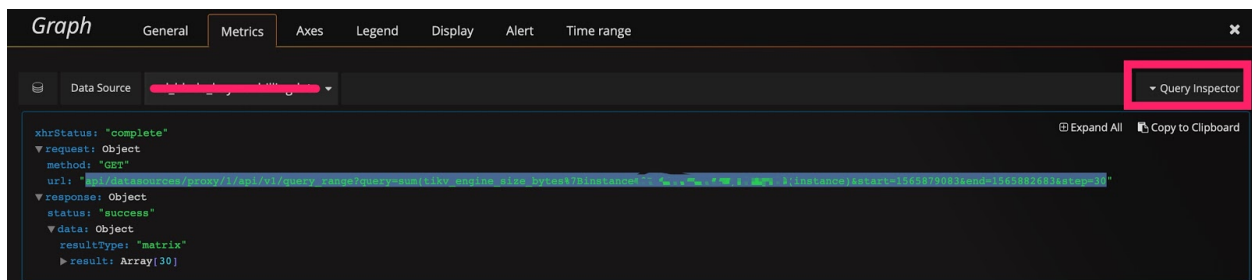 Graph General Metrics Axes Legend Display Alert Time range
Data Source Query Inspector
Expand All Copy to Clipboard
xhrStatus: "complete"
request: Object
method: "GET"
url: "api/datasources/proxy/1/api/v1/query_range?query=sum(tikv_engine_size_bytes%7Binstance instance)&start=1565879083&end=1565882683&step=30"
response: Object
status: "success"
data: Object
resultType: "matrix"
result: Array[30]